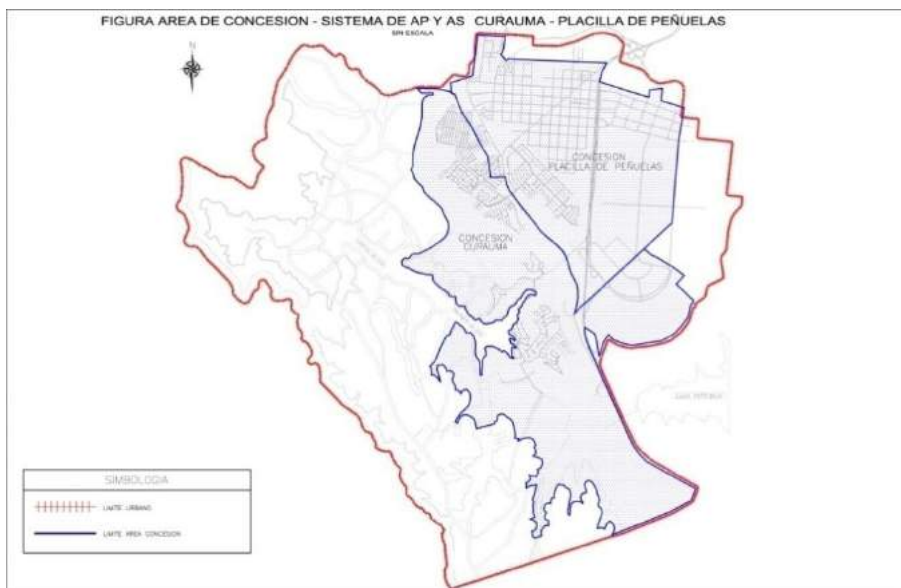 FIGURA AREA DE CONCESION - SISTEMA DE AP Y AS CURAUMA - PLACILLA DE PEÑUELAS
SIN ESCALA
N
CONCESION
PLACILLA DE PEÑUELAS
CONCESION
CURAUMA
SIMBOLOGIA
LIMITE URBANO
LIMITE AREA CONCESION